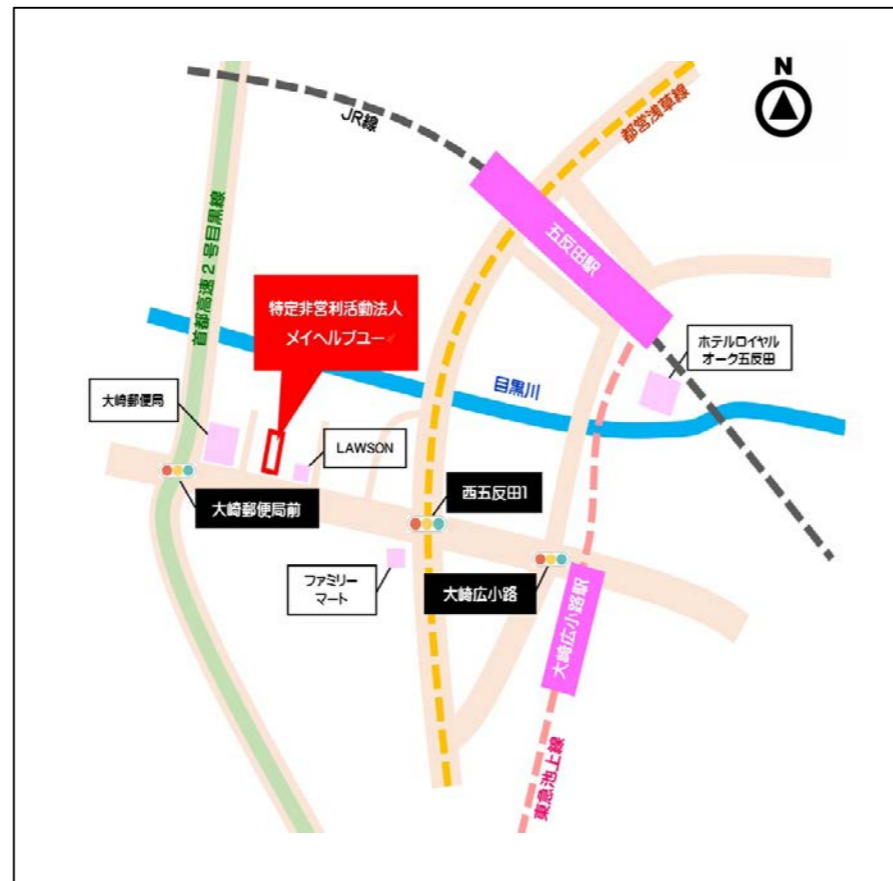 N
JR線
都営浅草線
五反田駅
首都高速2号目黒線
特定非営利活動法人
メイヘルプユー
ホテルロイヤル
オーク五反田
目黒川
大崎郵便局
LAWSON
西五反田1
大崎郵便局前
ファミリー
マート
大崎広小路
大崎広小路駅
東急池上線